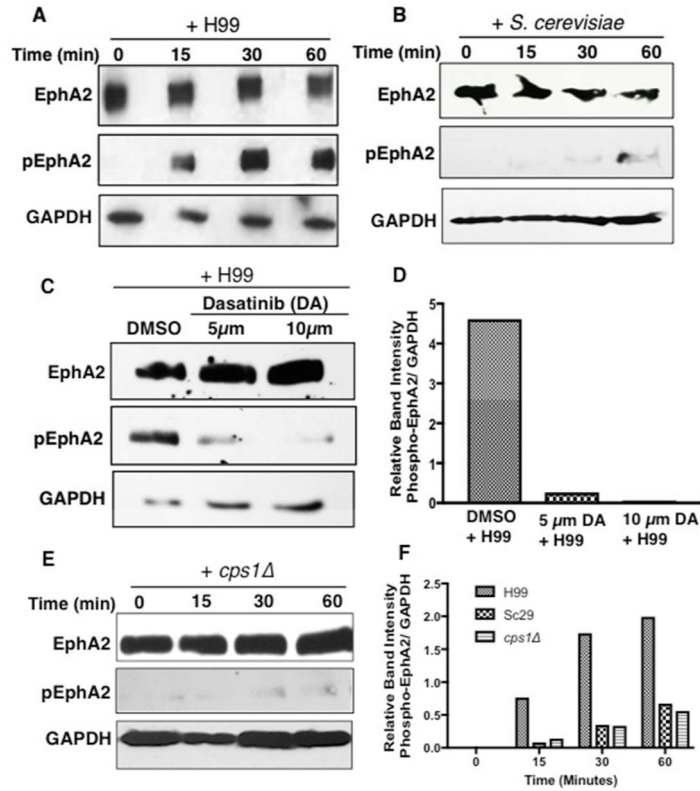 A
+ H99
Time (min) 0 15 30 60
EphA2
pEphA2
GAPDH
B
+ S. cerevisiae
Time (min) 0 15 30 60
EphA2
pEphA2
GAPDH
C
+ H99
Dasatinib (DA)
DMSO 5µm 10µm
EphA2
pEphA2
GAPDH
D
Relative Band Intensity
Phospho-EphA2/ GAPDH
5
4
3
2
1
0
DMSO
+ H99
5 µm DA
+ H99
10 µm DA
+ H99
E
+ cps1Δ
Time (min) 0 15 30 60
EphA2
pEphA2
GAPDH
F
Relative Band Intensity
Phospho-EphA2/ GAPDH
2.5
2.0
1.5
1.0
0.5
0.0
H99
Sc29
cps1Δ
0 15 30 60
Time (Minutes)